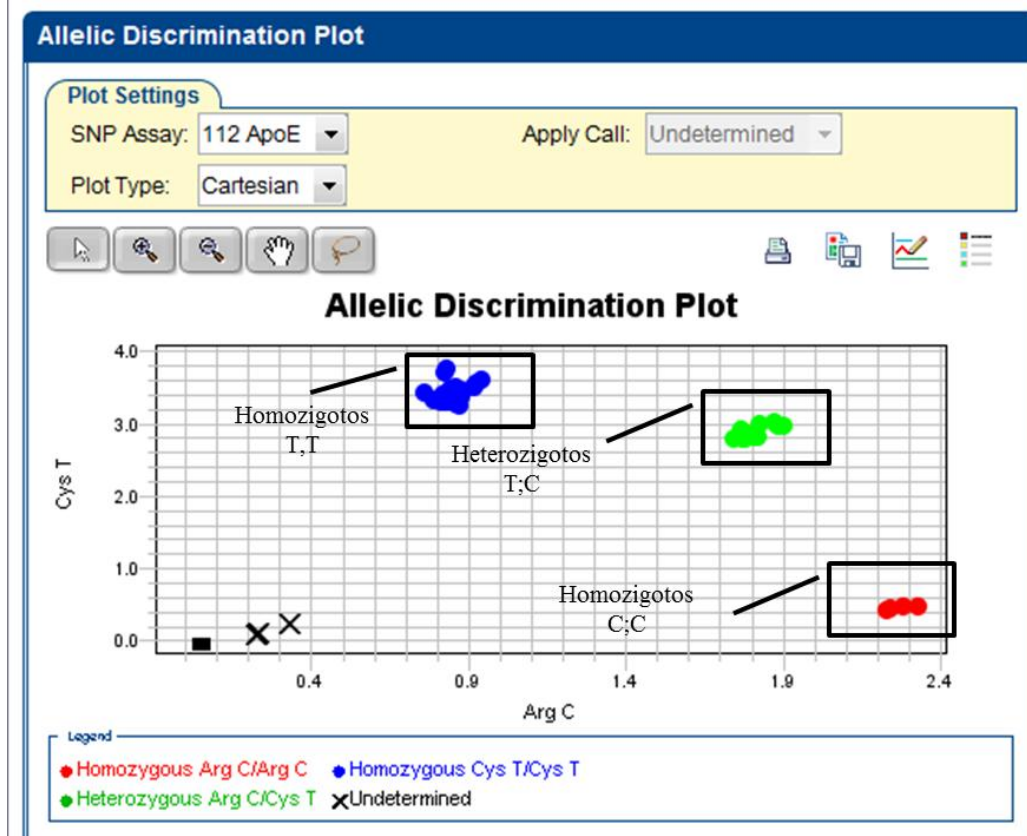 Allelic Discrimination Plot
Plot Settings
SNP Assay: 112 ApoE
Apply Call: Undetermined
Plot Type: Cartesian
Allelic Discrimination Plot
4.0
3.0
2.0
1.0
0.0
Cys T
Homozigotos
T,T
Heterozigotos
T;C
Homozigotos
C;C
0.4
0.9
1.4
1.9
2.4
Arg C
Legend
Homozygous Arg C/Arg C
Homozygous Cys T/Cys T
Heterozygous Arg C/Cys T
Undetermined